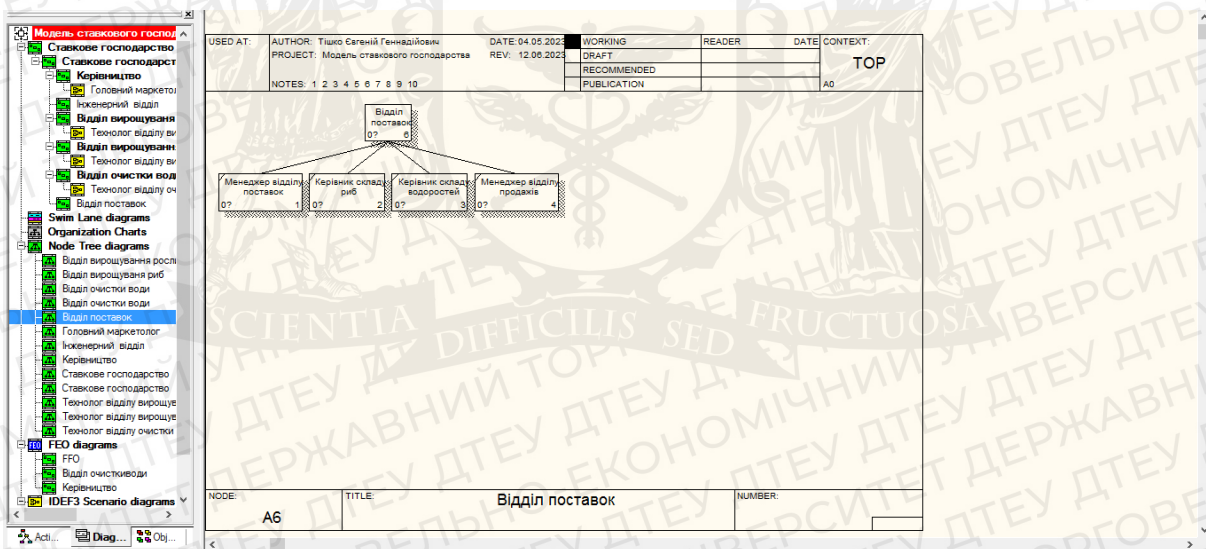 Модель ставкового господ
Ставкове господарство
Ставкове господарст
Керівництво
Головний маркетол
Інженерний відділ
Відділ вирощуваня
Технолог відділу ви
Відділ вирощуванн
Технолог відділу ви
Відділ очистки води
Технолог відділу оч
Відділ поставок
Swim Lane diagrams
Organization Charts
Node Tree diagrams
Відділ вирощування росли
Відділ вирощуваня риб
Відділ очистки води
Відділ очистки води
Відділ поставок
Головний маркетолог
Інженерний відділ
Керівництво
Ставкове господарство
Ставкове господарство
Технолог відділу вирощує
Технолог відділу вирощує
Технолог відділу очистки
FEO diagrams
FFO
Відділ очисткиводи
Керівництво
IDEF3 Scenario diagrams
Acti...
Diag...
Obj...
USED AT:
AUTHOR: Тішко Євгеній Геннадійович
DATE: 04.05.2023
PROJECT: Модель ставкового господарства
REV: 12.06.2023
NOTES: 1 2 3 4 5 6 7 8 9 10
WORKING
DRAFT
RECOMMENDED
PUBLICATION
READER
DATE
CONTEXT:
TOP
A0
Відділ
поставок
0? 6
Менеджер відділу
поставок
0? 1
Керівник склад
риб
0? 2
Керівник складу
водоростей
0? 3
Менеджер відділу
продажів
0? 4
SCIENTIA DIFFICILIS SED FRUCTUOSA
NODE:
A6
TITLE:
Відділ поставок
NUMBER: